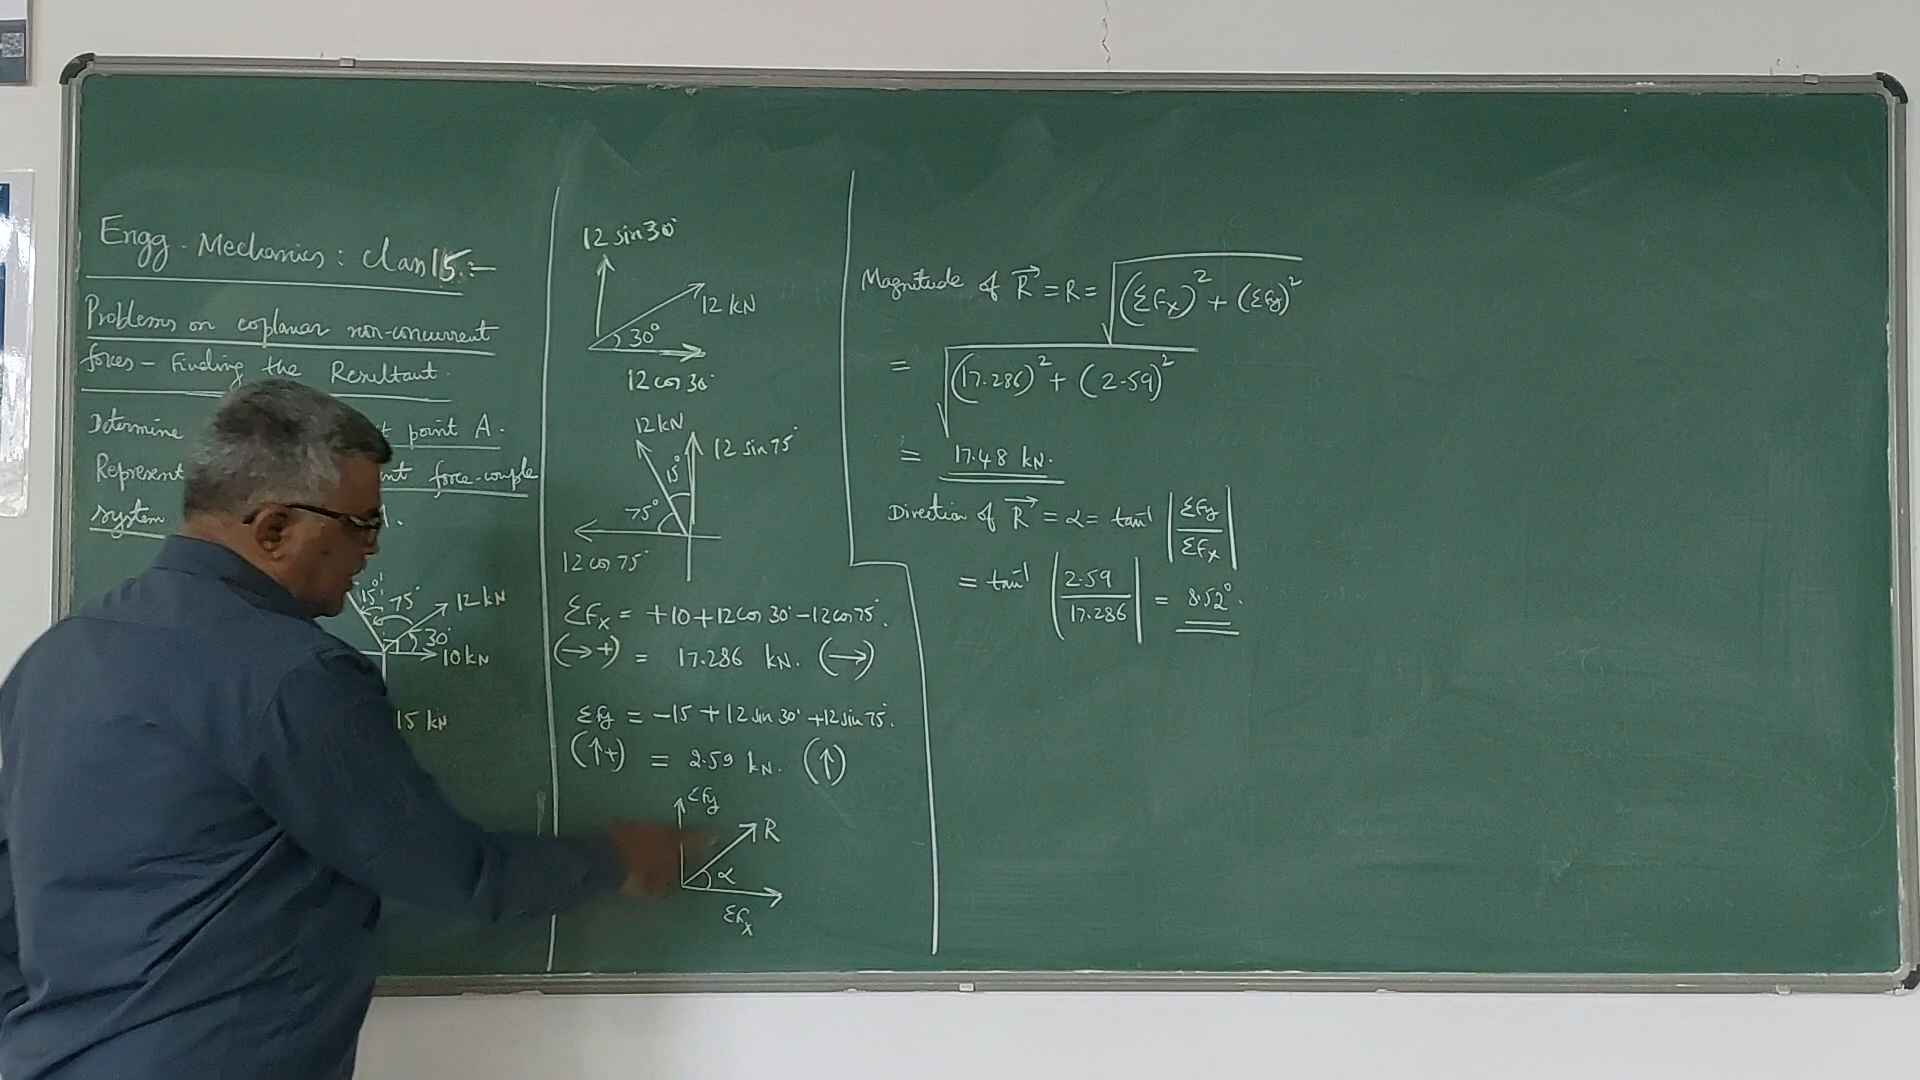 Engg. Mechanics: Class 15:-
Problems on coplanar non-concurrent
forces - Finding the Resultant.
Determine point A.
Represent force-couple
system A.
15° 75° 12 kN
30°
10 kN
15 kN
12 sin 30°
12 kN
30°
12 cos 30°
12 kN
12 sin 75°
15°
75°
12 cos 75°
ΣFx = +10 + 12 cos 30° - 12 cos 75°.
(→+) = 17.286 kN. (→)
ΣFy = -15 + 12 sin 30° + 12 sin 75°.
(↑+) = 2.59 kN. (↑)
ΣFy
R
α
ΣFx
Magnitude of R⃗ = R = √((ΣFx)² + (ΣFy)²)
= √((17.286)² + (2.59)²)
= 17.48 kN.
Direction of R⃗ = α = tan⁻¹ |ΣFy / ΣFx|
= tan⁻¹ |2.59 / 17.286| = 8.52°.